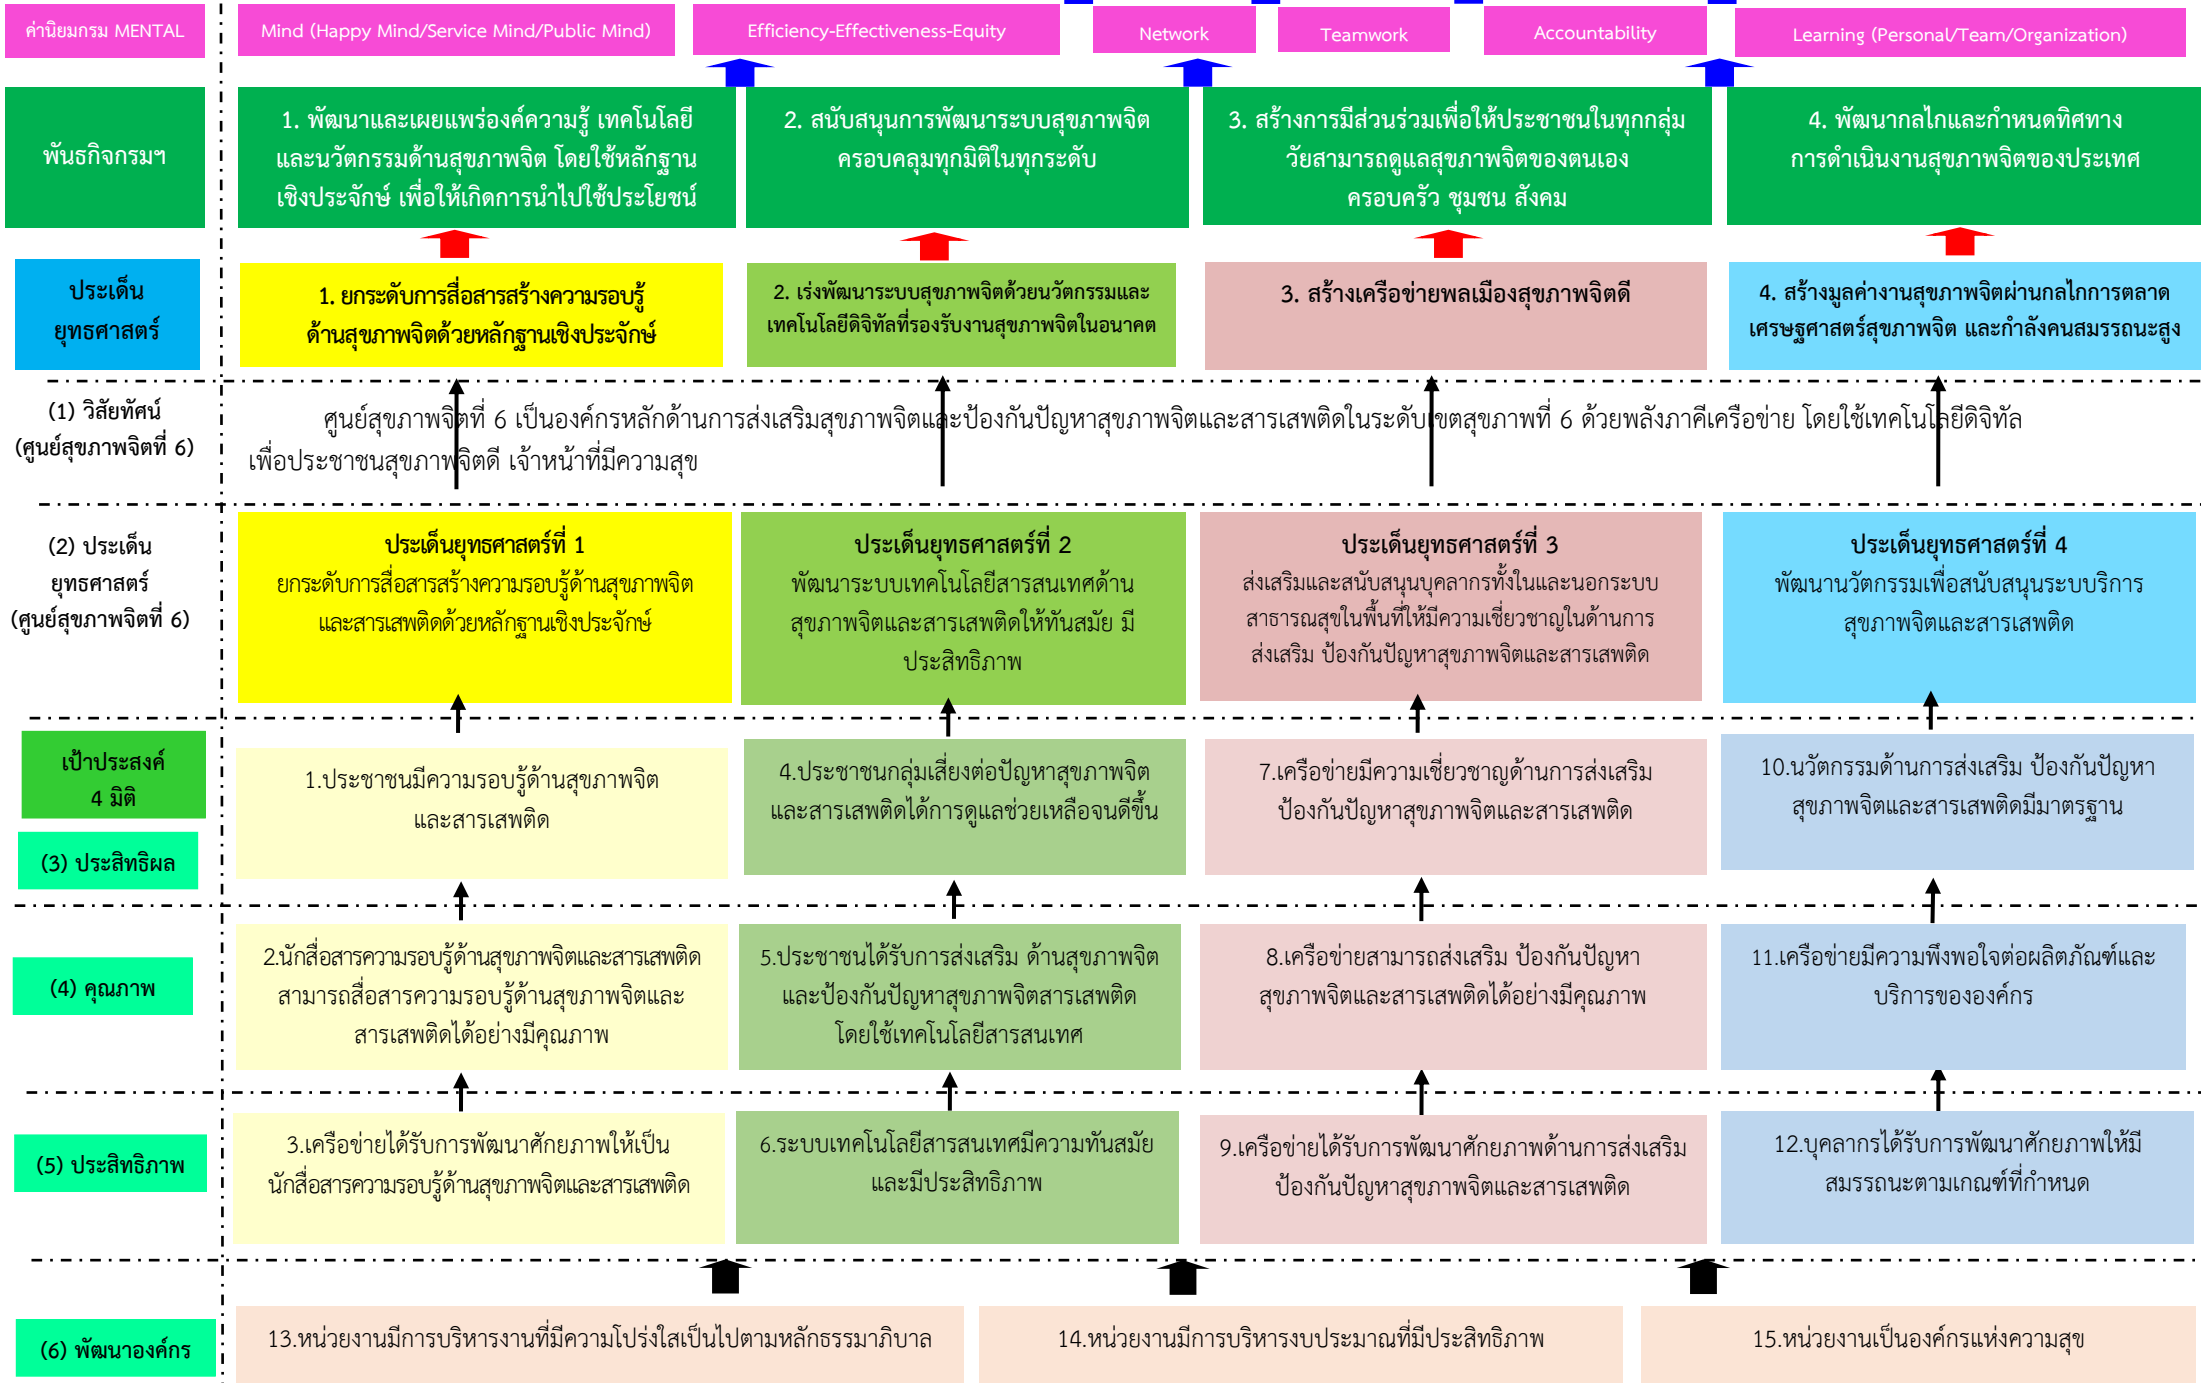 ค่านิยมกรม MENTAL
Mind (Happy Mind/Service Mind/Public Mind)
Efficiency-Effectiveness-Equity
Network
Teamwork
Accountability
Learning (Personal/Team/Organization)
พันธกิจกรมฯ
1. พัฒนาและเผยแพร่องค์ความรู้ เทคโนโลยี
และนวัตกรรมด้านสุขภาพจิต โดยใช้หลักฐาน
เชิงประจักษ์ เพื่อให้เกิดการนำไปใช้ประโยชน์
2. สนับสนุนการพัฒนาระบบสุขภาพจิต
ครอบคลุมทุกมิติในทุกระดับ
3. สร้างการมีส่วนร่วมเพื่อให้ประชาชนในทุกกลุ่ม
วัยสามารถดูแลสุขภาพจิตของตนเอง
ครอบครัว ชุมชน สังคม
4. พัฒนากลไกและกำหนดทิศทาง
การดำเนินงานสุขภาพจิตของประเทศ
ประเด็น
ยุทธศาสตร์
1. ยกระดับการสื่อสารสร้างความรอบรู้
ด้านสุขภาพจิตด้วยหลักฐานเชิงประจักษ์
2. เร่งพัฒนาระบบสุขภาพจิตด้วยนวัตกรรมและ
เทคโนโลยีดิจิทัลที่รองรับงานสุขภาพจิตในอนาคต
3. สร้างเครือข่ายพลเมืองสุขภาพจิตดี
4. สร้างมูลค่างานสุขภาพจิตผ่านกลไกการตลาด
เศรษฐศาสตร์สุขภาพจิต และกำลังคนสมรรถนะสูง
(1) วิสัยทัศน์
(ศูนย์สุขภาพจิตที่ 6)
ศูนย์สุขภาพจิตที่ 6 เป็นองค์กรหลักด้านการส่งเสริมสุขภาพจิตและป้องกันปัญหาสุขภาพจิตและสารเสพติดในระดับเขตสุขภาพที่ 6 ด้วยพลังภาคีเครือข่าย โดยใช้เทคโนโลยีดิจิทัล
เพื่อประชาชนสุขภาพจิตดี เจ้าหน้าที่มีความสุข
(2) ประเด็น
ยุทธศาสตร์
(ศูนย์สุขภาพจิตที่ 6)
ประเด็นยุทธศาสตร์ที่ 1
ยกระดับการสื่อสารสร้างความรอบรู้ด้านสุขภาพจิต
และสารเสพติดด้วยหลักฐานเชิงประจักษ์
ประเด็นยุทธศาสตร์ที่ 2
พัฒนาระบบเทคโนโลยีสารสนเทศด้าน
สุขภาพจิตและสารเสพติดให้ทันสมัย มี
ประสิทธิภาพ
ประเด็นยุทธศาสตร์ที่ 3
ส่งเสริมและสนับสนุนบุคลากรทั้งในและนอกระบบ
สาธารณสุขในพื้นที่ให้มีความเชี่ยวชาญในด้านการ
ส่งเสริม ป้องกันปัญหาสุขภาพจิตและสารเสพติด
ประเด็นยุทธศาสตร์ที่ 4
พัฒนานวัตกรรมเพื่อสนับสนุนระบบบริการ
สุขภาพจิตและสารเสพติด
เป้าประสงค์
4 มิติ
(3) ประสิทธิผล
1.ประชาชนมีความรอบรู้ด้านสุขภาพจิต
และสารเสพติด
4.ประชาชนกลุ่มเสี่ยงต่อปัญหาสุขภาพจิต
และสารเสพติดได้การดูแลช่วยเหลือจนดีขึ้น
7.เครือข่ายมีความเชี่ยวชาญด้านการส่งเสริม
ป้องกันปัญหาสุขภาพจิตและสารเสพติด
10.นวัตกรรมด้านการส่งเสริม ป้องกันปัญหา
สุขภาพจิตและสารเสพติดมีมาตรฐาน
(4) คุณภาพ
2.นักสื่อสารความรอบรู้ด้านสุขภาพจิตและสารเสพติด
สามารถสื่อสารความรอบรู้ด้านสุขภาพจิตและ
สารเสพติดได้อย่างมีคุณภาพ
5.ประชาชนได้รับการส่งเสริม ด้านสุขภาพจิต
และป้องกันปัญหาสุขภาพจิตสารเสพติด
โดยใช้เทคโนโลยีสารสนเทศ
8.เครือข่ายสามารถส่งเสริม ป้องกันปัญหา
สุขภาพจิตและสารเสพติดได้อย่างมีคุณภาพ
11.เครือข่ายมีความพึงพอใจต่อผลิตภัณฑ์และ
บริการขององค์กร
(5) ประสิทธิภาพ
3.เครือข่ายได้รับการพัฒนาศักยภาพให้เป็น
นักสื่อสารความรอบรู้ด้านสุขภาพจิตและสารเสพติด
6.ระบบเทคโนโลยีสารสนเทศมีความทันสมัย
และมีประสิทธิภาพ
9.เครือข่ายได้รับการพัฒนาศักยภาพด้านการส่งเสริม
ป้องกันปัญหาสุขภาพจิตและสารเสพติด
12.บุคลากรได้รับการพัฒนาศักยภาพให้มี
สมรรถนะตามเกณฑ์ที่กำหนด
(6) พัฒนาองค์กร
13.หน่วยงานมีการบริหารงานที่มีความโปร่งใสเป็นไปตามหลักธรรมาภิบาล
14.หน่วยงานมีการบริหารงบประมาณที่มีประสิทธิภาพ
15.หน่วยงานเป็นองค์กรแห่งความสุข